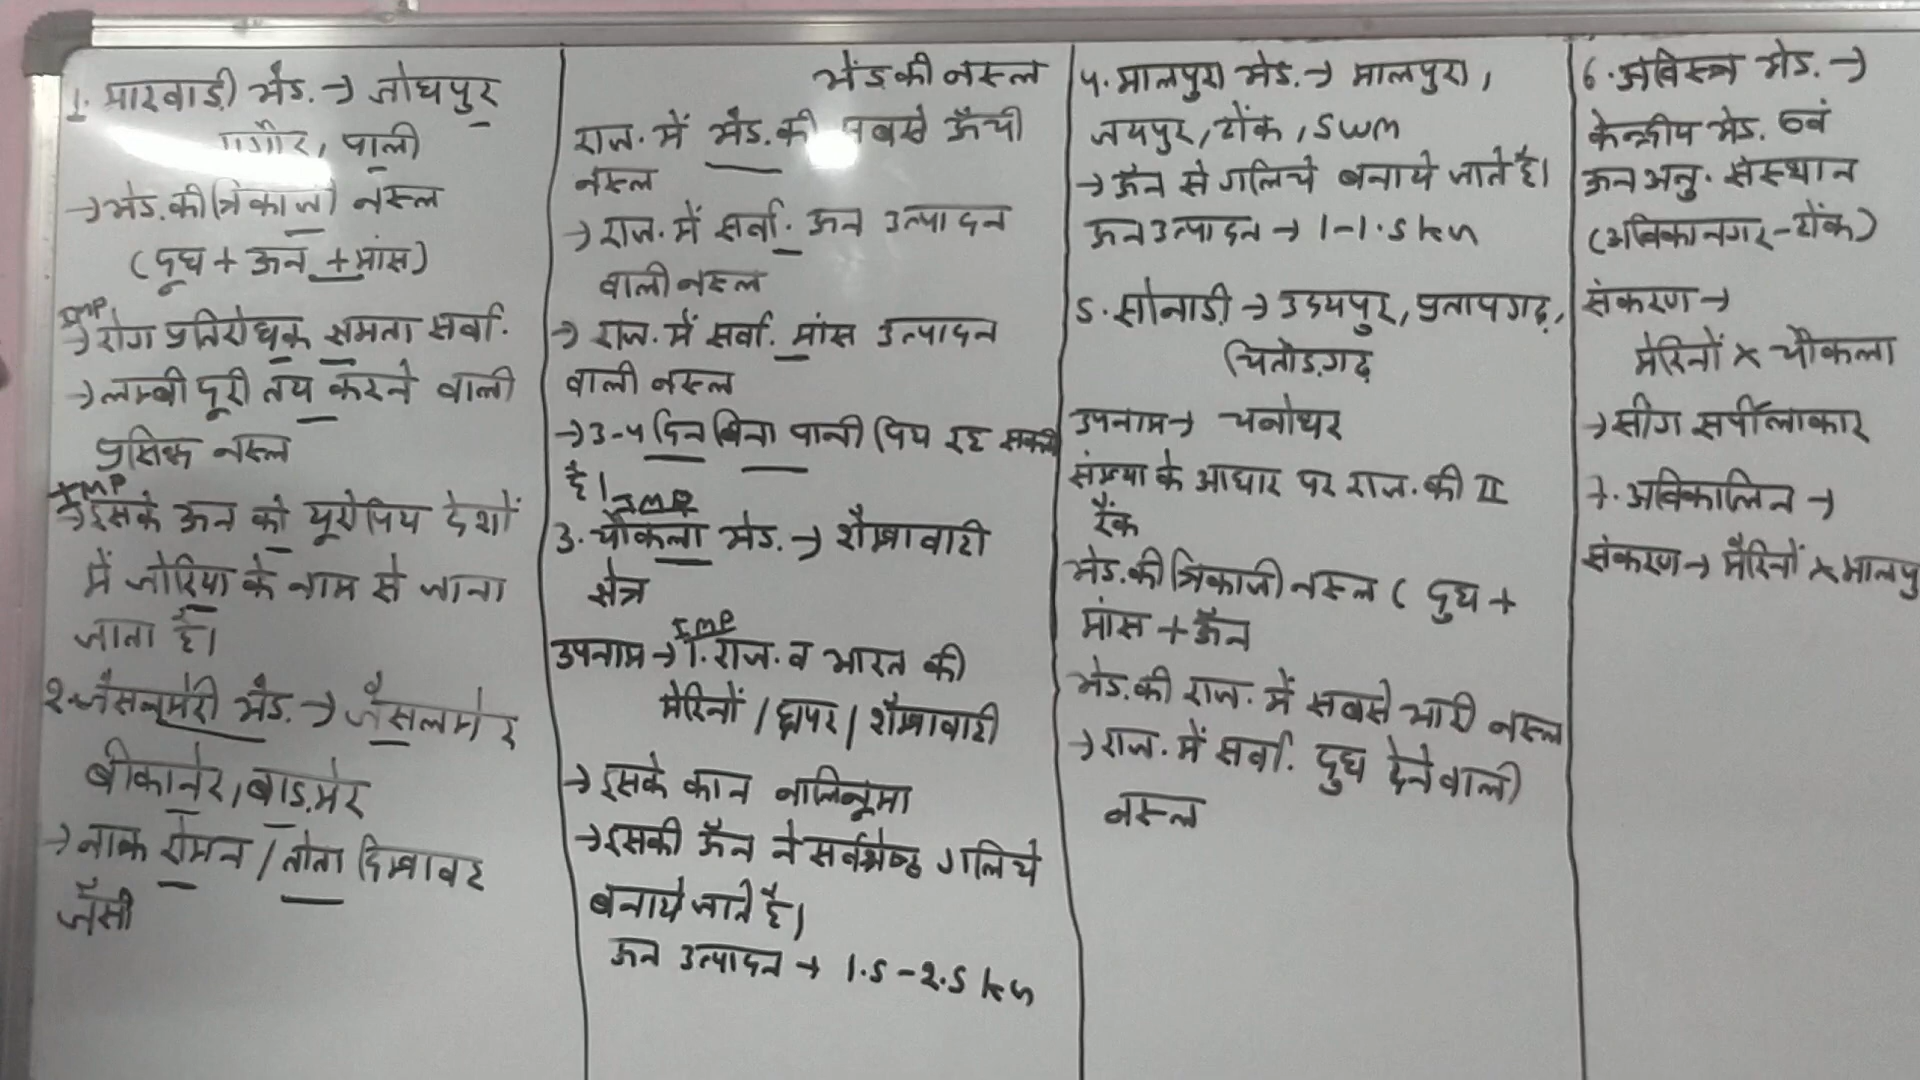 भेड की नस्ल
1. मारवाडी भेड. → जोधपुर
पाली
→ भेड. की त्रिकाजी नस्ल
(दूध + ऊन + मांस)
IMP
→ रोग प्रतिरोधक क्षमता सर्वा.
→ लम्बी दूरी तय करने वाली
प्रसिद्ध नस्ल
IMP
→ इसके ऊन को यूरोपिय देशों
में जोरिया के नाम से जाना
जाता है।
2. जैसलमेरी भेड. → जैसलमेर
बीकानेर, बाड.मेर
→ नाक रोमन / तोता दिखावट
जैसी
राज. में भेड. की सबसे ऊँची
नस्ल
→ राज. में सर्वा. ऊन उत्पादन
वाली नस्ल
→ राज. में सर्वा. मांस उत्पादन
वाली नस्ल
→ 3-4 दिन बिना पानी पिय रह सकती
है।
IMP
3. चौकला भेड. → शैखावाटी
क्षेत्र
IMP
उपनाम → 1. राज. व भारत की
मेरिनों / छापर / शैखावाटी
→ इसके कान नालिनूमा
→ इसकी ऊँन ने सर्वश्रेष्ठ गलिचे
बनाये जाते है।
ऊन उत्पादन → 1.5 - 2.5 kg
4. मालपुरा भेड. → मालपुरा,
जयपुर, टोंक, SWM
→ ऊँन से गलिचे बनाये जाते है।
ऊन उत्पादन → 1-1.5 kg
5. सोनाडी → उदयपुर, प्रतापगढ़,
चितोड.गढ़
उपनाम → चनोथर
संख्या के आधार पर राज. की II
रैंक
भेड. की त्रिकाजी नस्ल ( दुध +
मांस + ऊँन
भेड. की राज. में सबसे भारी नस्ल
→ राज. में सर्वा. दुध देने वाली
नस्ल
6. अविवस्त्र भेड. →
केन्द्रीय भेड. एवं
ऊन अनु. संस्थान
(अविकानगर - टोंक)
संकरण →
मेरिनों × चौकला
→ सींग सर्पीलाकार
7. अविकालिन →
संकरण → मैरिनों × मालपु